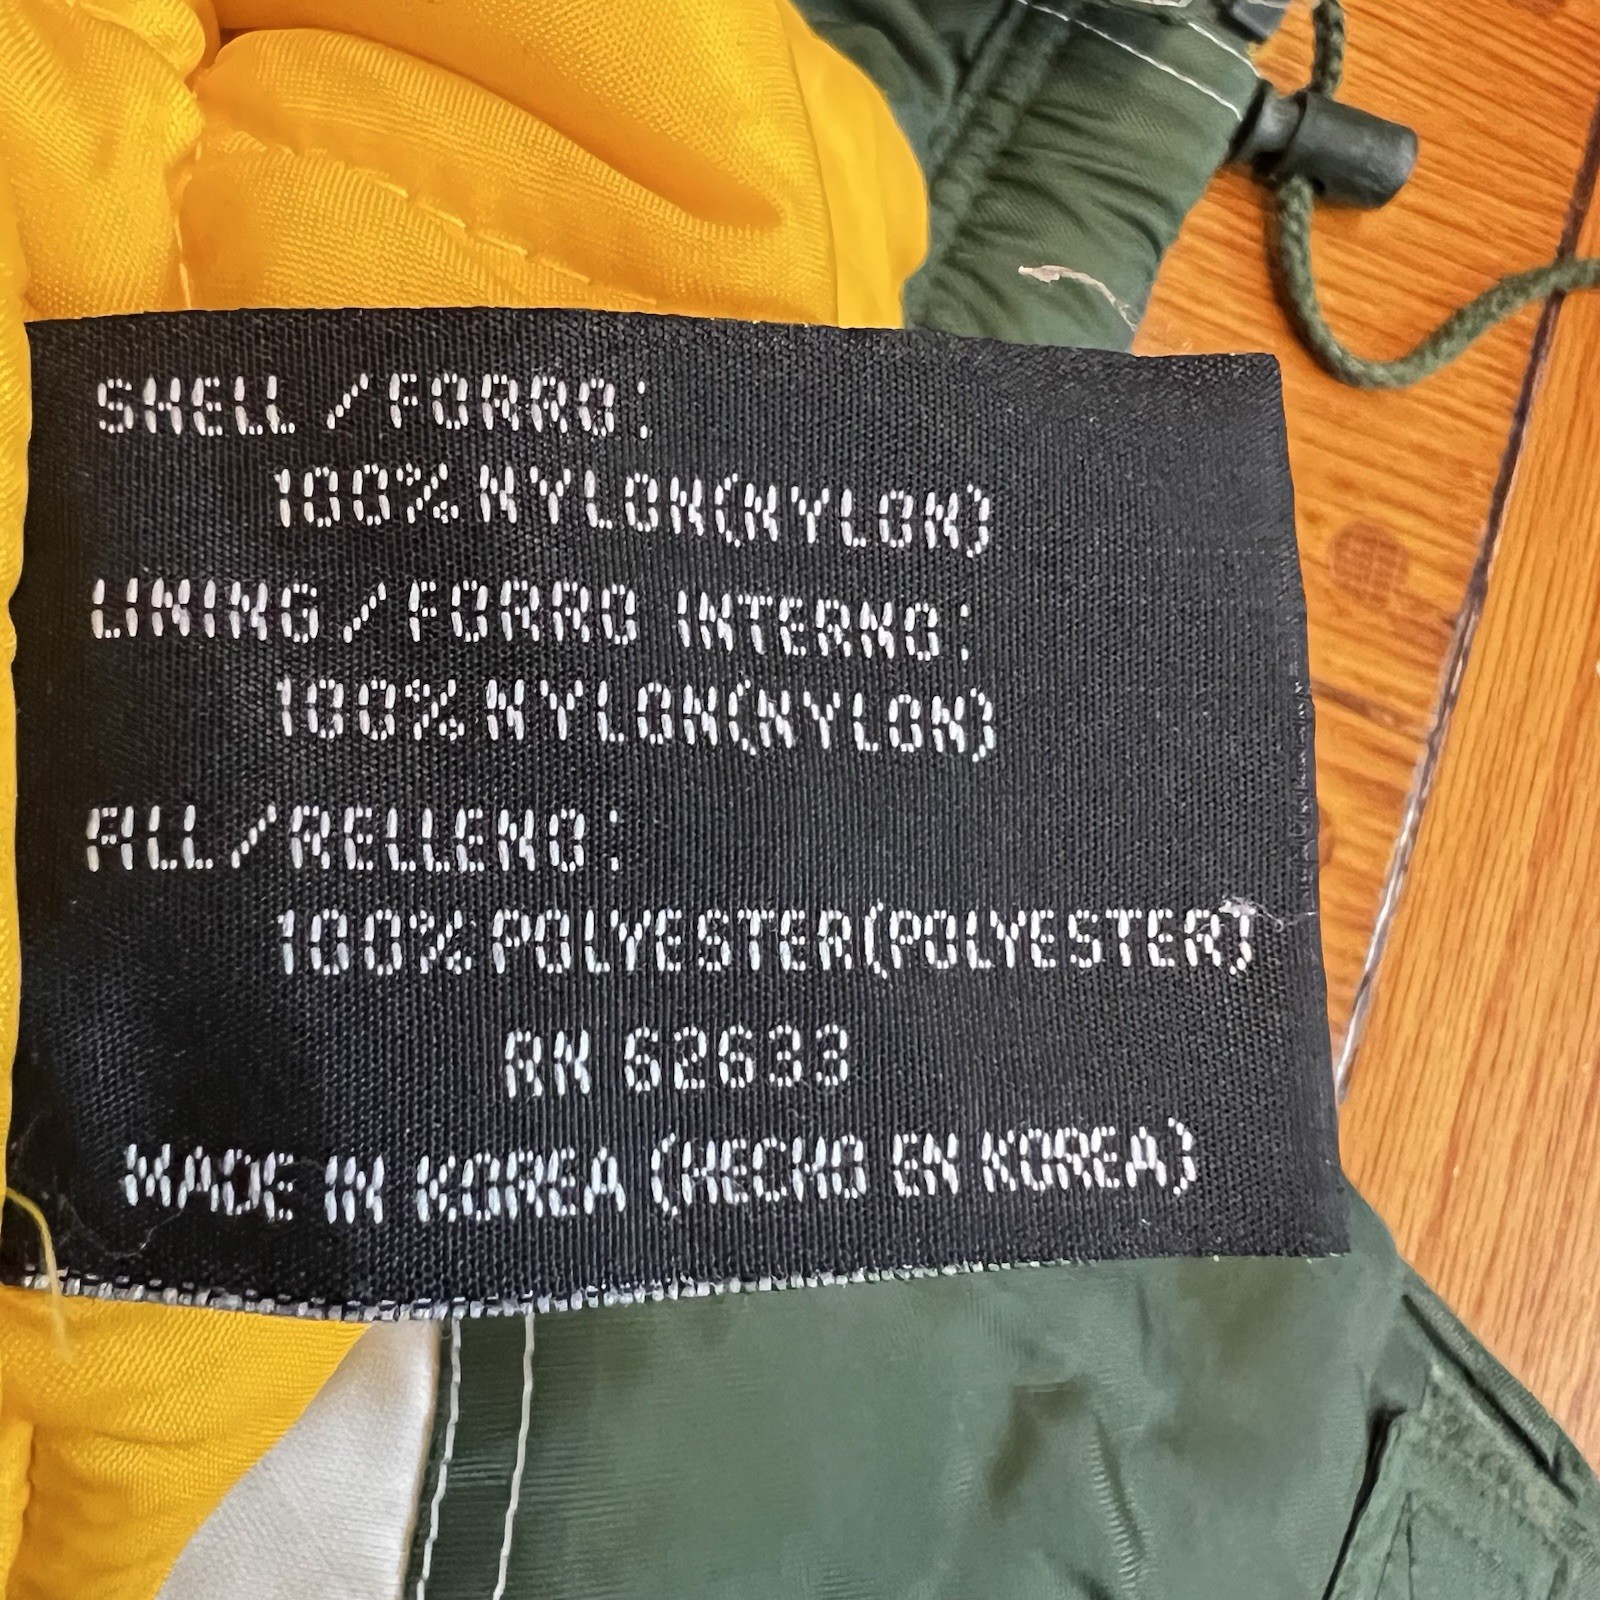 SHELL/FORRO:
100% NYLON(NYLON)
LINING/FORRO INTERNO:
100% NYLON(NYLON)
FILL/RELLENO:
100% POLYESTER(POLYESTER)
RN 62633
MADE IN KOREA (HECHO EN KOREA)